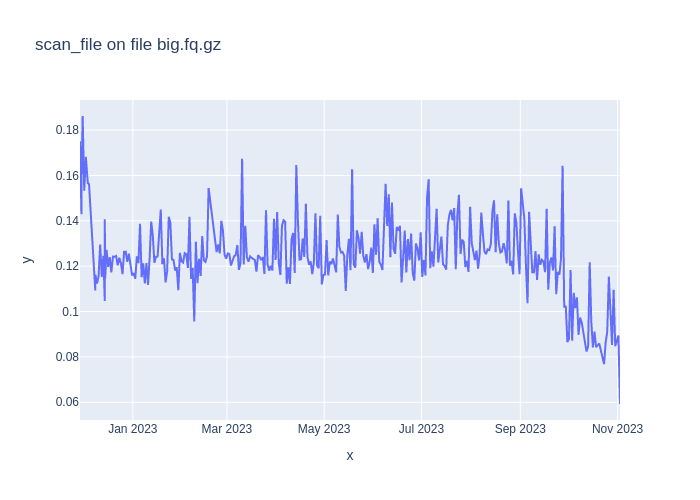 scan_file on file big.fq.gz
0.18
0.16
0.14
0.12
0.1
0.08
0.06
y
Jan 2023
Mar 2023
May 2023
Jul 2023
Sep 2023
Nov 2023
x